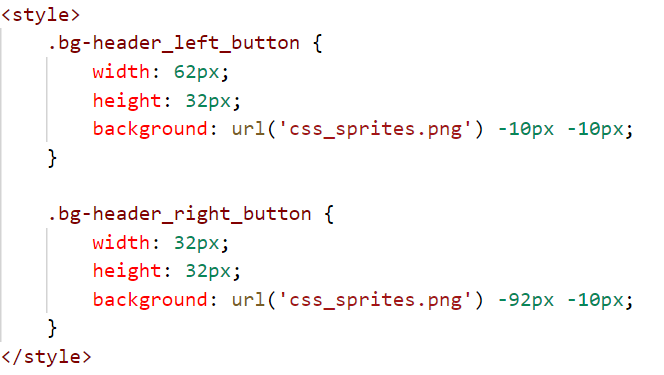 <style>
    .bg-header_left_button {
        width: 62px;
        height: 32px;
        background: url('css_sprites.png') -10px -10px;
    }

    .bg-header_right_button {
        width: 32px;
        height: 32px;
        background: url('css_sprites.png') -92px -10px;
    }
</style>